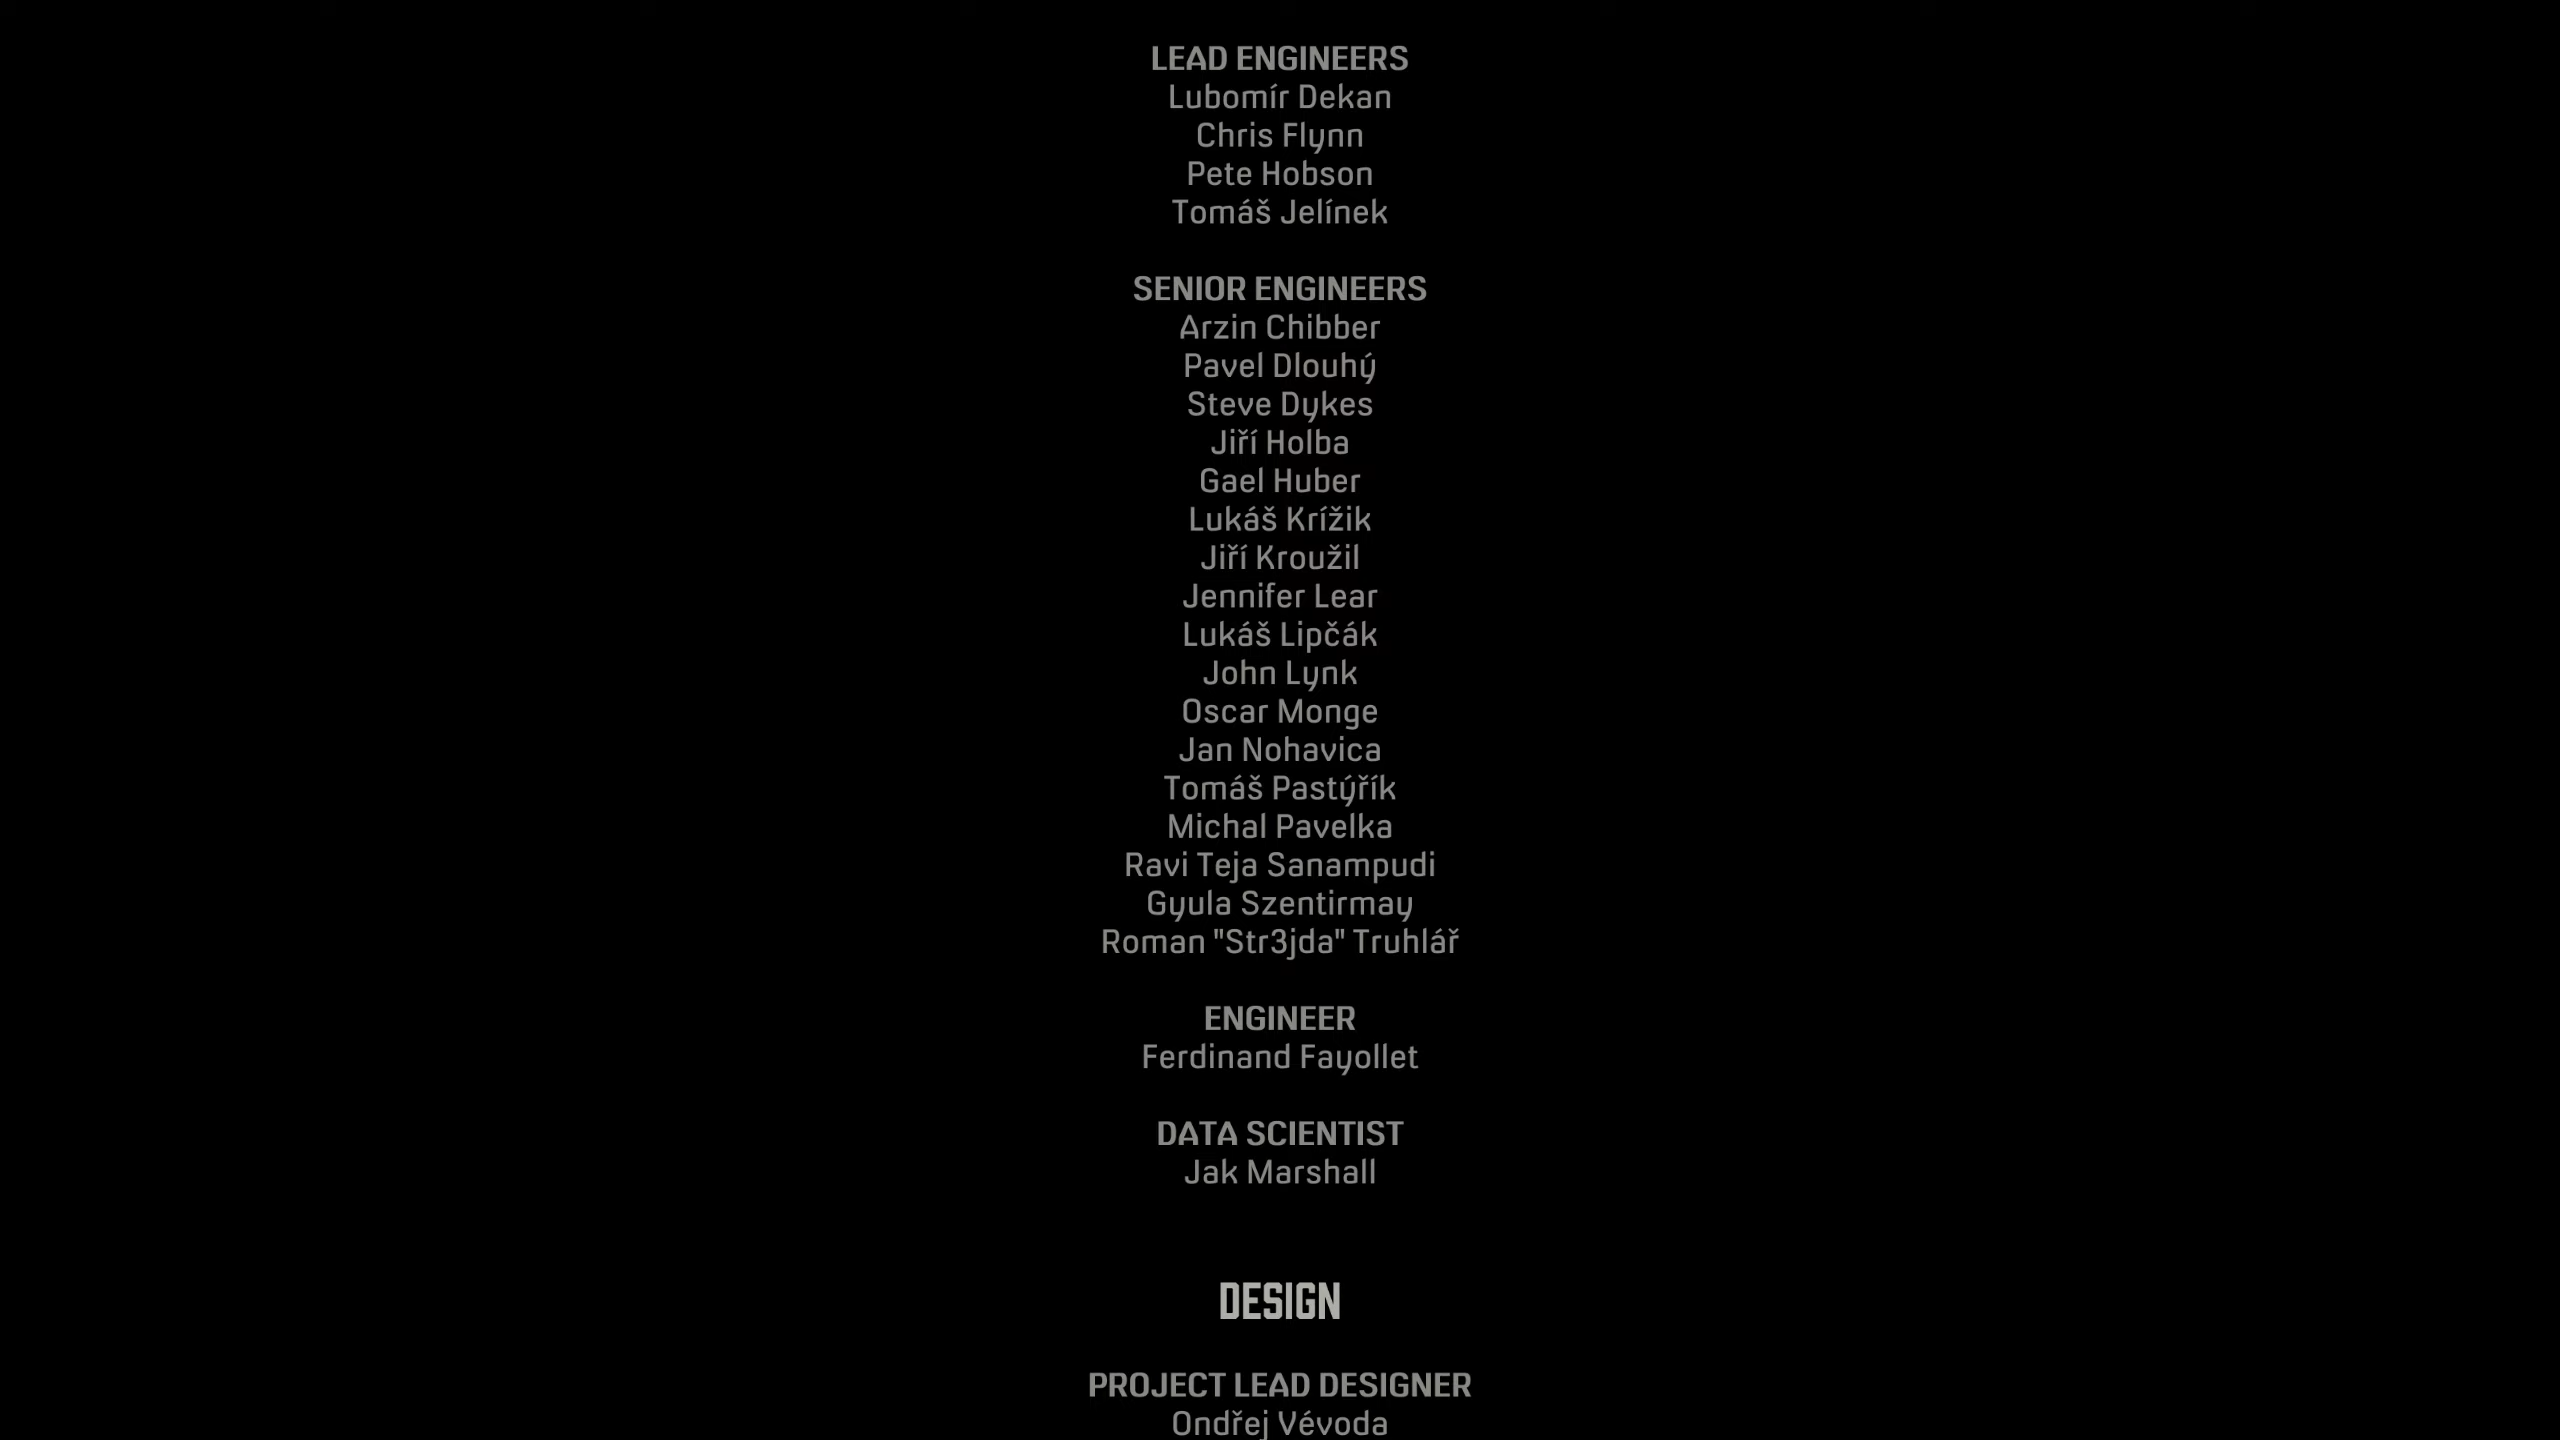 LEAD ENGINEERS
Lubomír Dekan
Chris Flynn
Pete Hobson
Tomáš Jelínek
SENIOR ENGINEERS
Arzin Chibber
Pavel Dlouhý
Steve Dykes
Jiří Holba
Gael Huber
Lukáš Krížik
Jiří Kroužil
Jennifer Lear
Lukáš Lipčák
John Lynk
Oscar Monge
Jan Nohavica
Tomáš Pastýřík
Michal Pavelka
Ravi Teja Sanampudi
Gyula Szentirmay
Roman "Str3jda" Truhlář
ENGINEER
Ferdinand Fayollet
DATA SCIENTIST
Jak Marshall
DESIGN
PROJECT LEAD DESIGNER
Ondřej Vévoda